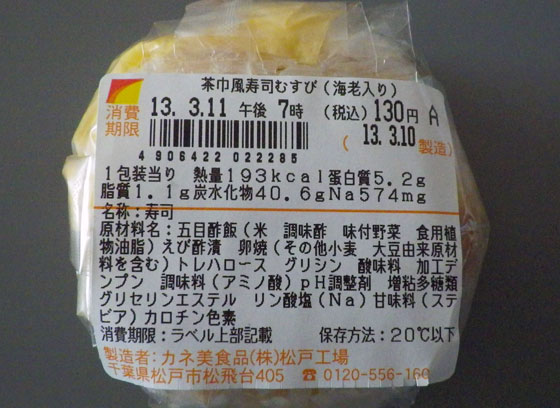 茶巾風寿司むすび(海老入り)
消費期限 13. 3.11 午後 7時 (税込)130円 A
( 13. 3.10 製造)
4 906422 022285
1包装当り 熱量193kcal蛋白質5.2g
脂質1.1g炭水化物40.6gNa574mg
名称:寿司
原材料名:五目酢飯(米 調味酢 味付野菜 食用植
物油脂)えび酢漬 卵焼(その他小麦 大豆由来原材
料を含む)トレハロース グリシン 酸味料 加工デ
ンプン 調味料(アミノ酸)pH調整剤 増粘多糖類
グリセリンエステル リン酸塩(Na)甘味料(ステ
ビア)カロチン色素
消費期限:ラベル上部記載 保存方法:20℃以下
製造者:カネ美食品(株)松戸工場
千葉県松戸市松飛台405 ☎0120-556-160